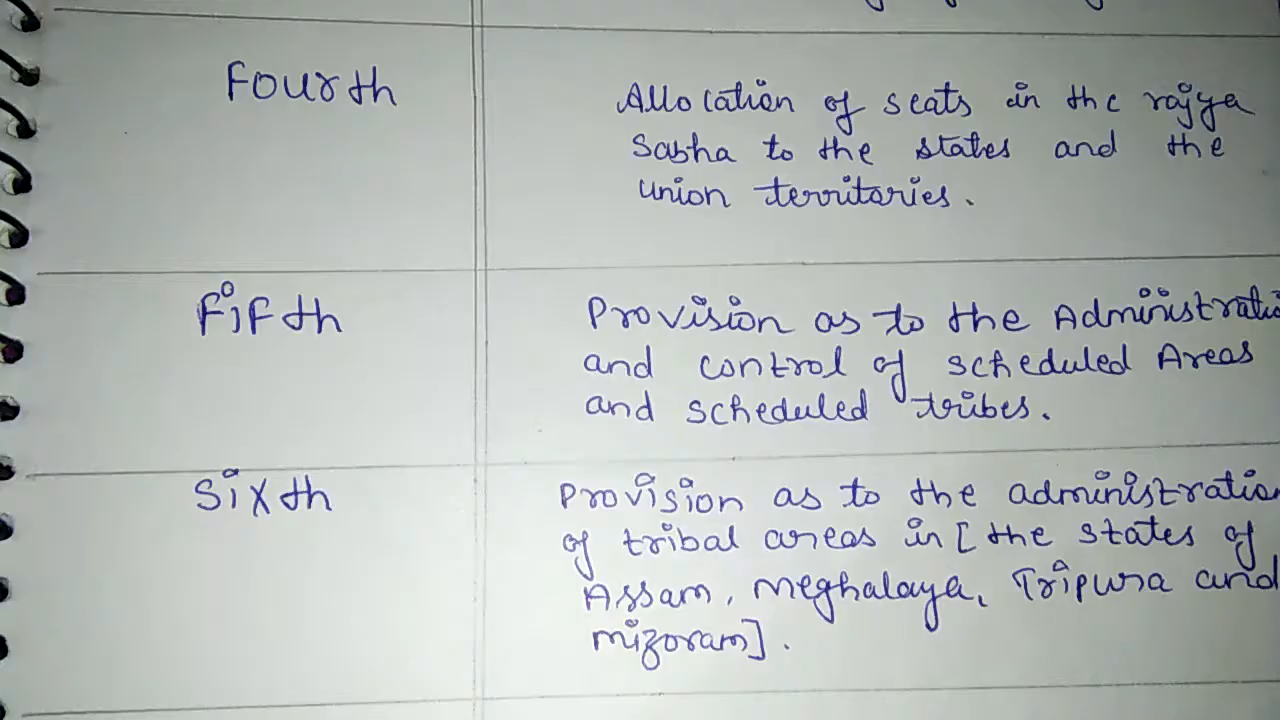 Fourth
Allocation of seats in the rajya
Sabha to the states and the
union territories.
Fifth
Provision as to the Administratio
and control of scheduled Areas
and scheduled tribes.
Sixth
Provision as to the administration
of tribal areas in [ the states of
Assam, Meghalaya, Tripura and
mizoram].